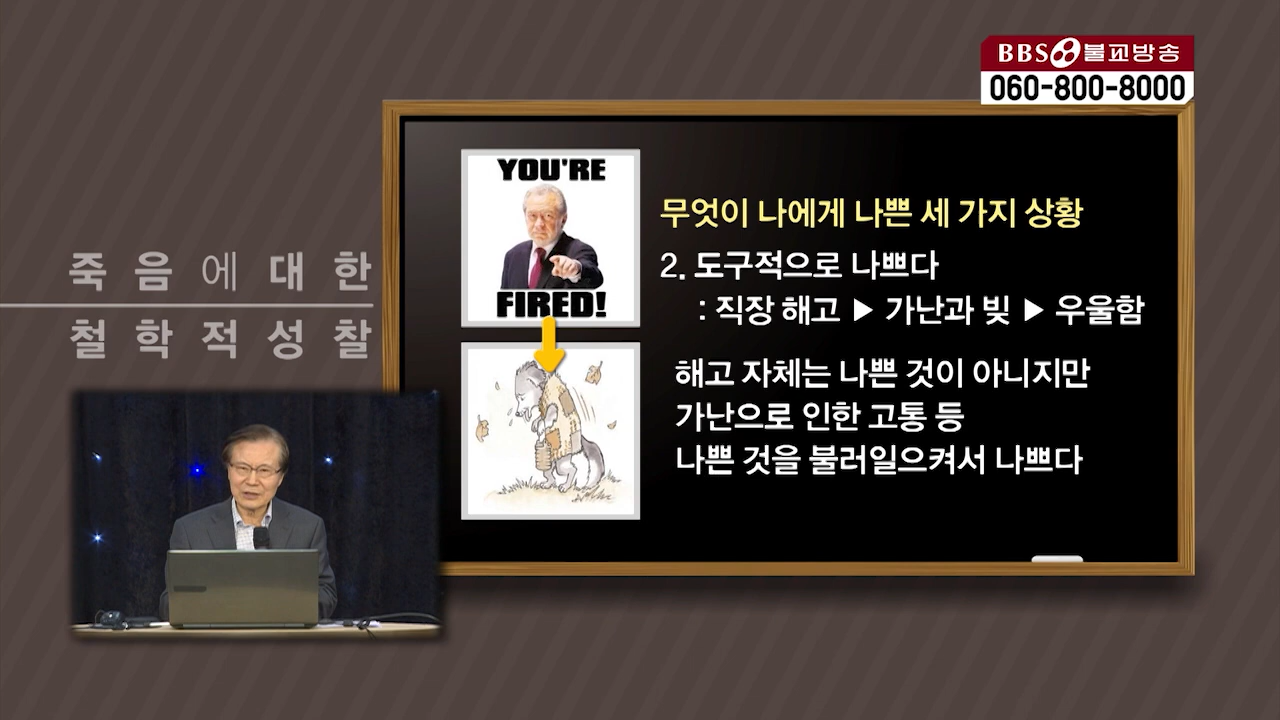 BBS 불교방송
060-800-8000
YOU'RE
FIRED!
무엇이 나에게 나쁜 세 가지 상황
2. 도구적으로 나쁘다
: 직장 해고 ▶ 가난과 빚 ▶ 우울함
해고 자체는 나쁜 것이 아니지만
가난으로 인한 고통 등
나쁜 것을 불러일으켜서 나쁘다
죽음에 대한
철학적성찰